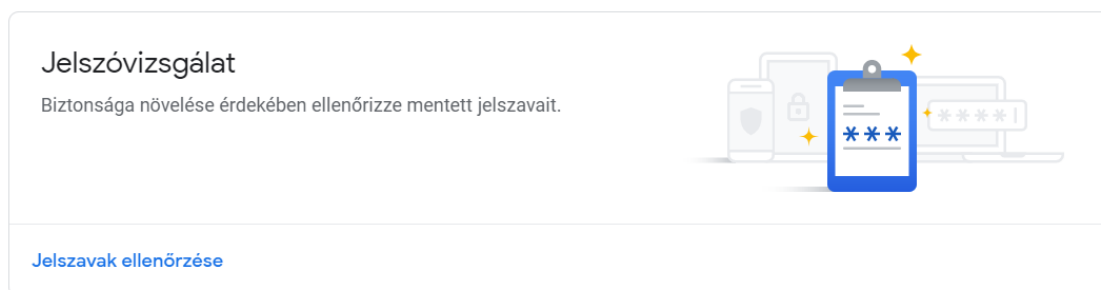 Jelszóvizsgálat
Biztonsága növelése érdekében ellenőrizze mentett jelszavait.
****|
***
Jelszavak ellenőrzése